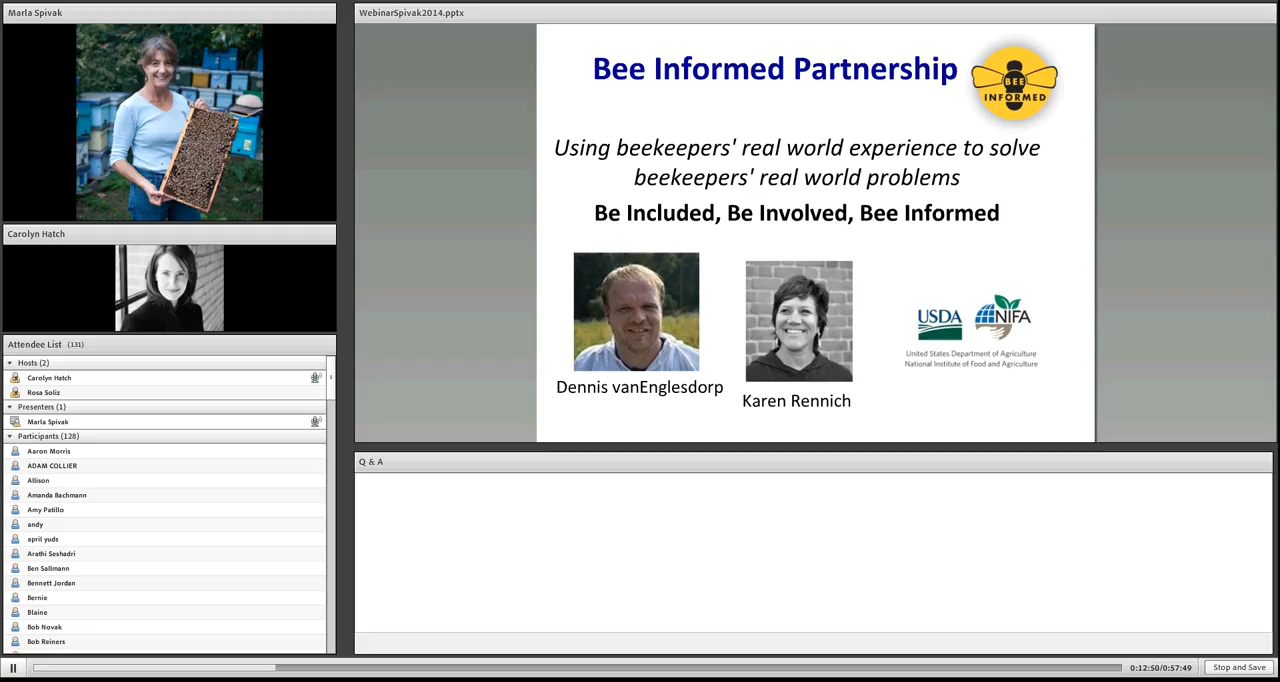 Marla Spivak
Carolyn Hatch
Attendee List (131)
Hosts (2)
Carolyn Hatch
Rosa Soliz
Presenters (1)
Marla Spivak
Participants (128)
Aaron Morris
ADAM COLLIER
Allison
Amanda Bachmann
Amy Patillo
andy
april yuds
Arathi Seshadri
Ben Sallmann
Bennett Jordan
Bernie
Blaine
Bob Novak
Bob Reiners
WebinarSpivak2014.pptx
Bee Informed Partnership
BEE
INFORMED
Using beekeepers' real world experience to solve
beekeepers' real world problems
Be Included, Be Involved, Bee Informed
Dennis vanEnglesdorp
Karen Rennich
USDA
NIFA
United States Department of Agriculture
National Institute of Food and Agriculture
Q & A
0:12:50/0:57:49
Stop and Save